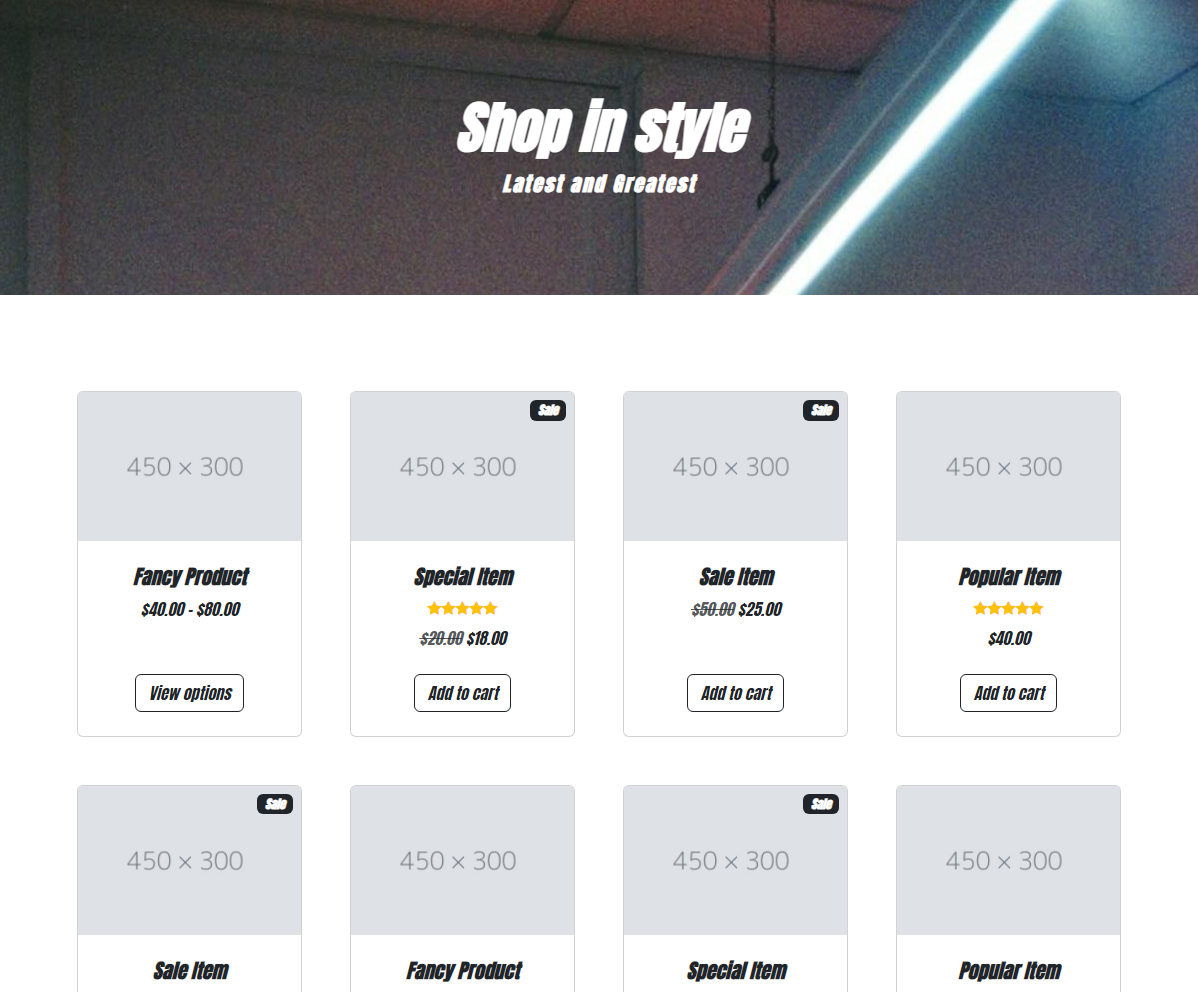 Shop in style
Latest and Greatest
Sale
Sale
450 × 300
450 × 300
450 × 300
450 × 300
Fancy Product
Special Item
Sale Item
Popular Item
$40.00 - $80.00
$50.00 $25.00
$20.00 $18.00
$40.00
View options
Add to cart
Add to cart
Add to cart
Sale
Sale
450 × 300
450 × 300
450 × 300
450 × 300
Sale Item
Fancy Product
Special Item
Popular Item